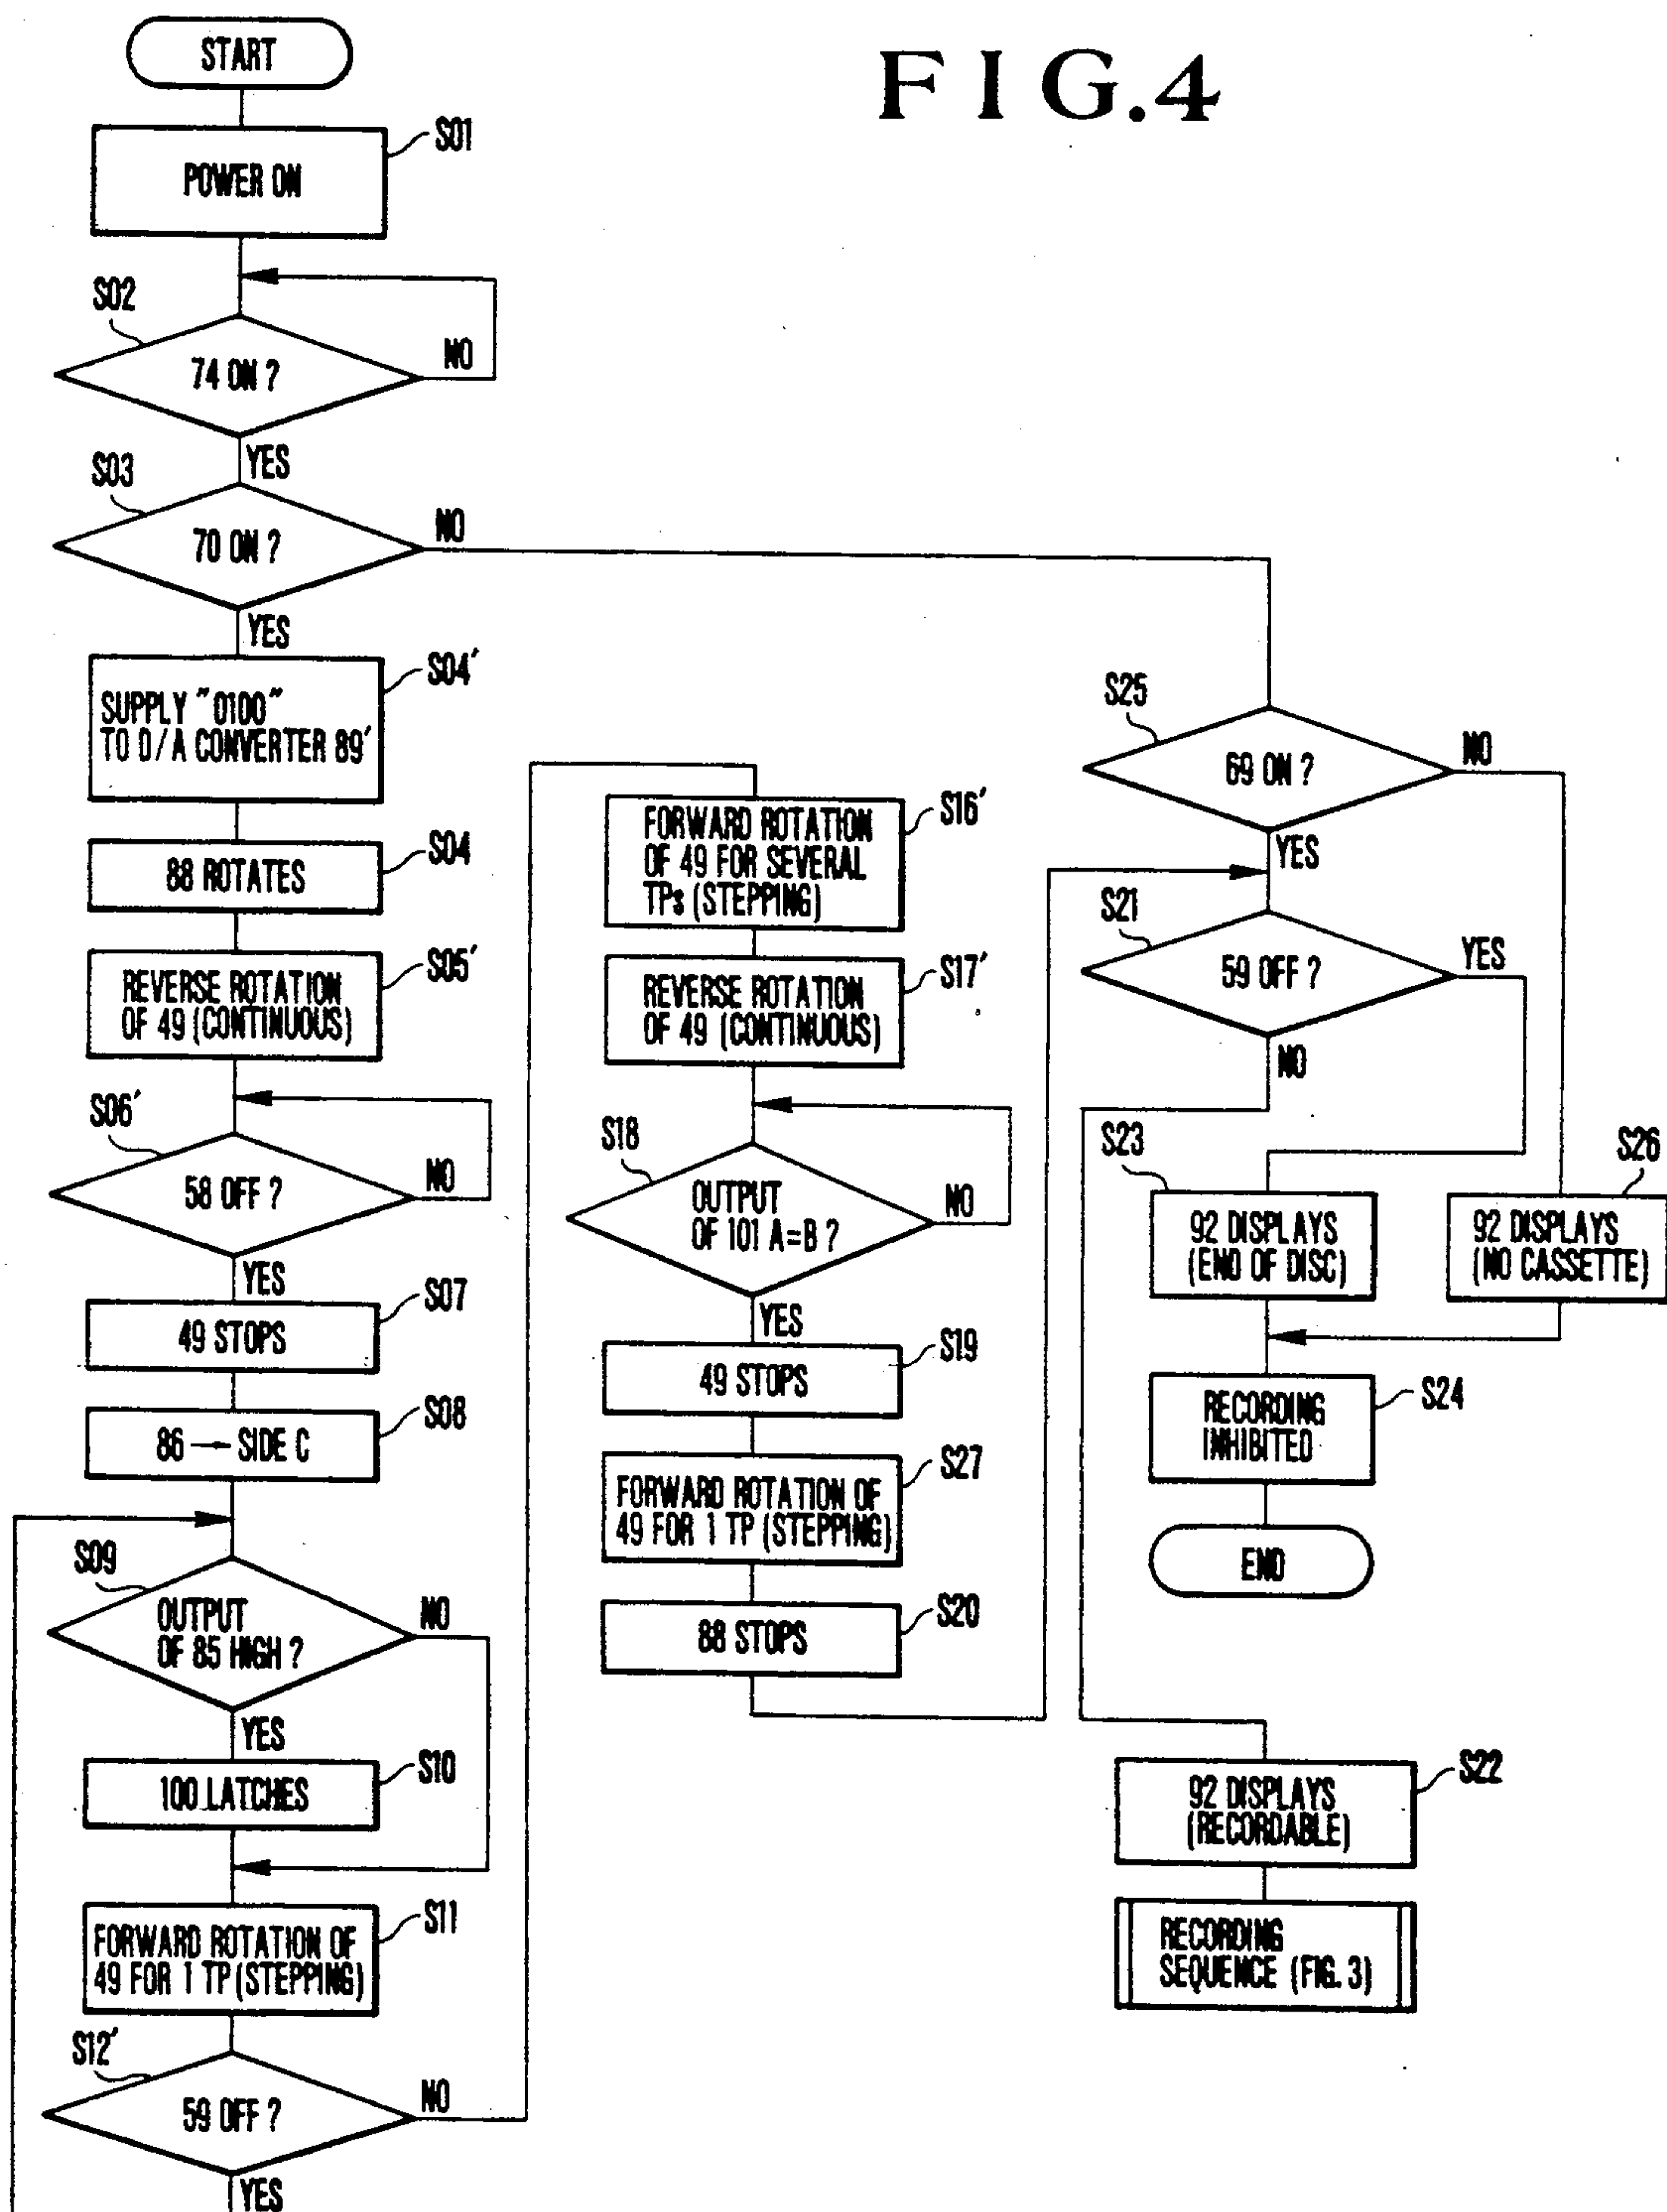 FIG.4
START
S01
POWER ON
S02
74 ON ?
NO
YES
S03
70 ON ?
NO
YES
S04'
SUPPLY "0100"
TO D/A CONVERTER 89'
S04
88 ROTATES
S05'
REVERSE ROTATION
OF 49 (CONTINUOUS)
S06'
58 OFF ?
NO
YES
S07
49 STOPS
S08
86 → SIDE C
S09
OUTPUT
OF 85 HIGH ?
NO
YES
S10
100 LATCHES
S11
FORWARD ROTATION OF
49 FOR 1 TP (STEPPING)
S12'
59 OFF ?
NO
YES
S16'
FORWARD ROTATION
OF 49 FOR SEVERAL
TPs (STEPPING)
S17'
REVERSE ROTATION
OF 49 (CONTINUOUS)
S18
OUTPUT
OF 101 A=B ?
NO
YES
S19
49 STOPS
S27
FORWARD ROTATION OF
49 FOR 1 TP (STEPPING)
S20
88 STOPS
S25
69 ON ?
NO
YES
S21
59 OFF ?
YES
NO
S23
92 DISPLAYS
(END OF DISC)
S26
92 DISPLAYS
(NO CASSETTE)
S24
RECORDING
INHIBITED
END
S22
92 DISPLAYS
(RECORDABLE)
RECORDING
SEQUENCE (FIG. 3)